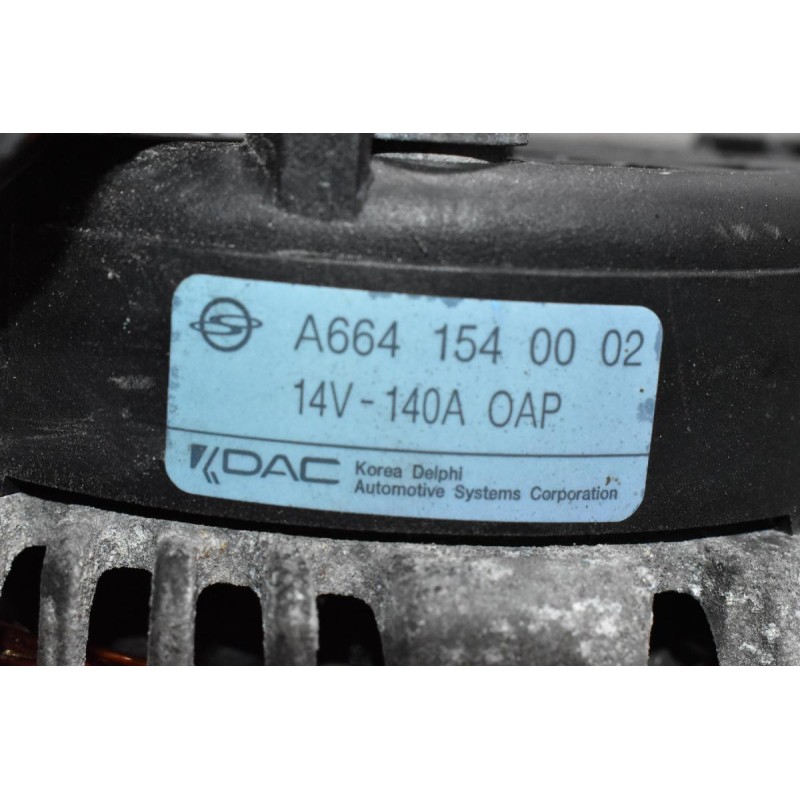 A664 154 00 02
14V - 140A OAP
KDAC Korea Delphi
Automotive Systems Corporation